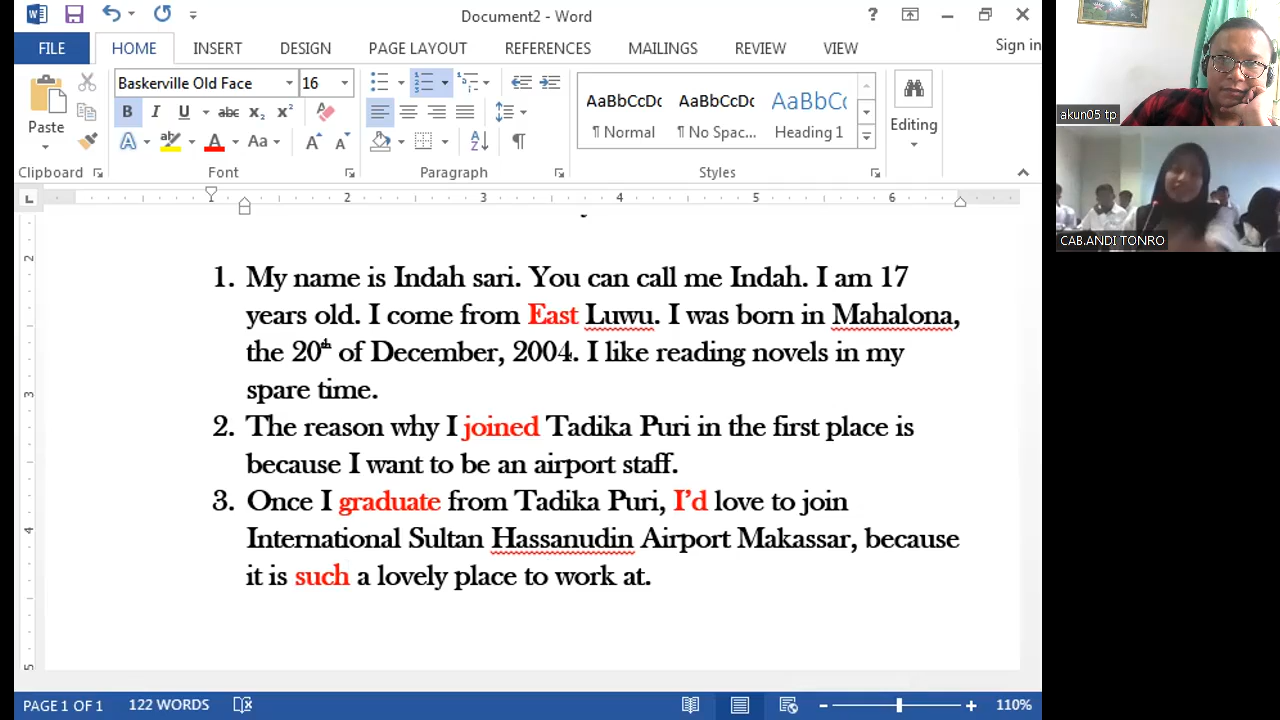 Document2 - Word
FILE HOME INSERT DESIGN PAGE LAYOUT REFERENCES MAILINGS REVIEW VIEW Sign in
Paste
Clipboard
Baskerville Old Face 16
Font
Paragraph
AaBbCcDc AaBbCcDc AaBbC
¶ Normal ¶ No Spac... Heading 1
Styles
Editing
akun05 tp
CAB.ANDI TONRO
1. My name is Indah sari. You can call me Indah. I am 17
years old. I come from East Luwu. I was born in Mahalona,
the 20th of December, 2004. I like reading novels in my
spare time.
2. The reason why I joined Tadika Puri in the first place is
because I want to be an airport staff.
3. Once I graduate from Tadika Puri, I’d love to join
International Sultan Hassanudin Airport Makassar, because
it is such a lovely place to work at.
PAGE 1 OF 1 122 WORDS 110%